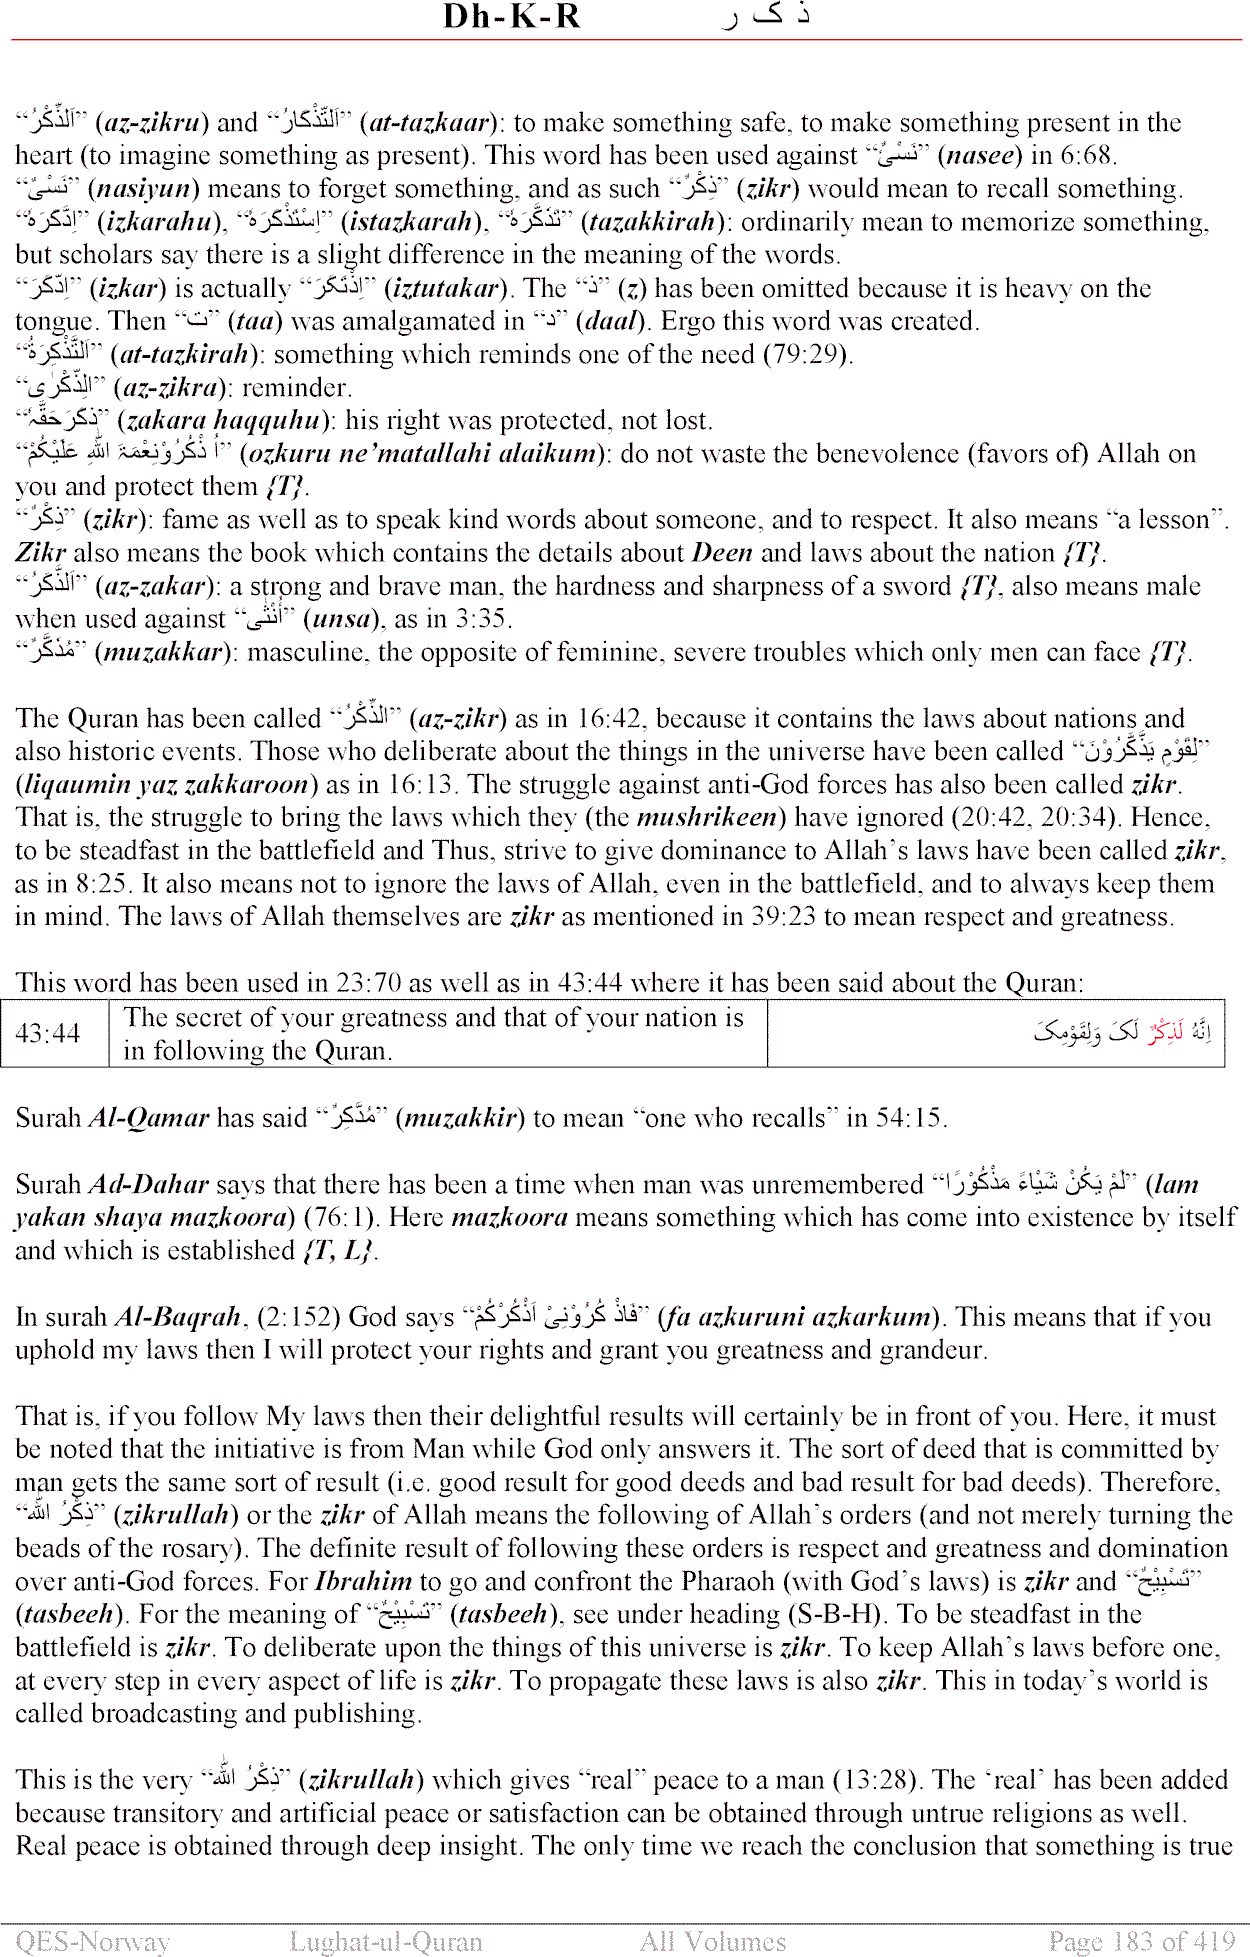 Dh-K-R ذ ک ر
“اَلذِّکْرُ” (az-zikru) and “اَلتَّذْکَارُ” (at-tazkaar): to make something safe, to make something present in the
heart (to imagine something as present). This word has been used against “نَسْیٌ” (nasee) in 6:68.
“نَسْیٌ” (nasiyun) means to forget something, and as such “ذِکْرٌ” (zikr) would mean to recall something.
“اِذَّکَرَہٗ” (izkarahu), “اِسْتَذْکَرَہٗ” (istazkarah), “تَذَکَّرَہٗ” (tazakkirah): ordinarily mean to memorize something,
but scholars say there is a slight difference in the meaning of the words.
“اِدَّکَرَ” (izkar) is actually “اِذْتَکَرَ” (iztutakar). The “ذ” (z) has been omitted because it is heavy on the
tongue. Then “ت” (taa) was amalgamated in “د” (daal). Ergo this word was created.
“اَلتَّذْکِرَۃُ” (at-tazkirah): something which reminds one of the need (79:29).
“الذِّکْرٰی” (az-zikra): reminder.
“ذِکَرَ حَقَّہٗ” (zakara haqquhu): his right was protected, not lost.
“اُ ذْکُرُوْنِعْمَۃَ اللّٰہِ عَلَیْکُمْ” (ozkuru ne’matallahi alaikum): do not waste the benevolence (favors of) Allah on
you and protect them {T}.
“ذِکْرٌ” (zikr): fame as well as to speak kind words about someone, and to respect. It also means “a lesson”.
Zikr also means the book which contains the details about Deen and laws about the nation {T}.
“اَلذَّکَرُ” (az-zakar): a strong and brave man, the hardness and sharpness of a sword {T}, also means male
when used against “اُنْثٰی” (unsa), as in 3:35.
“مُذَکَّرٌ” (muzakkar): masculine, the opposite of feminine, severe troubles which only men can face {T}.
The Quran has been called “الذِّکْرُ” (az-zikr) as in 16:42, because it contains the laws about nations and
also historic events. Those who deliberate about the things in the universe have been called “لِقَوْمٍ یَذَّکَّرُوْنَ”
(liqaumin yaz zakkaroon) as in 16:13. The struggle against anti-God forces has also been called zikr.
That is, the struggle to bring the laws which they (the mushrikeen) have ignored (20:42, 20:34). Hence,
to be steadfast in the battlefield and Thus, strive to give dominance to Allah’s laws have been called zikr,
as in 8:25. It also means not to ignore the laws of Allah, even in the battlefield, and to always keep them
in mind. The laws of Allah themselves are zikr as mentioned in 39:23 to mean respect and greatness.
This word has been used in 23:70 as well as in 43:44 where it has been said about the Quran:
43:44 The secret of your greatness and that of your nation is
in following the Quran. اِنَّہٗ لَذِکْرٌ لَکَ وَلِقَوْمِکَ
Surah Al-Qamar has said “مُدَّکِرٌ” (muzakkir) to mean “one who recalls” in 54:15.
Surah Ad-Dahar says that there has been a time when man was unremembered “لَمْ یَکُنْ شَیْاءً مَذْکُوْرًا” (lam
yakan shaya mazkoora) (76:1). Here mazkoora means something which has come into existence by itself
and which is established {T, L}.
In surah Al-Baqrah, (2:152) God says “فَاذْ کُرُوْنِیْ اَذْکُرْکُمْ” (fa azkuruni azkarkum). This means that if you
uphold my laws then I will protect your rights and grant you greatness and grandeur.
That is, if you follow My laws then their delightful results will certainly be in front of you. Here, it must
be noted that the initiative is from Man while God only answers it. The sort of deed that is committed by
man gets the same sort of result (i.e. good result for good deeds and bad result for bad deeds). Therefore,
“ذِکْرُ اللّٰہ” (zikrullah) or the zikr of Allah means the following of Allah’s orders (and not merely turning the
beads of the rosary). The definite result of following these orders is respect and greatness and domination
over anti-God forces. For Ibrahim to go and confront the Pharaoh (with God’s laws) is zikr and “تَسْبِیْحٌ”
(tasbeeh). For the meaning of “تَسْبِیْحٌ” (tasbeeh), see under heading (S-B-H). To be steadfast in the
battlefield is zikr. To deliberate upon the things of this universe is zikr. To keep Allah’s laws before one,
at every step in every aspect of life is zikr. To propagate these laws is also zikr. This in today’s world is
called broadcasting and publishing.
This is the very “ذِکْرُ اللّٰہ” (zikrullah) which gives “real” peace to a man (13:28). The ‘real’ has been added
because transitory and artificial peace or satisfaction can be obtained through untrue religions as well.
Real peace is obtained through deep insight. The only time we reach the conclusion that something is true
QES-Norway Lughat-ul-Quran All Volumes Page 183 of 419